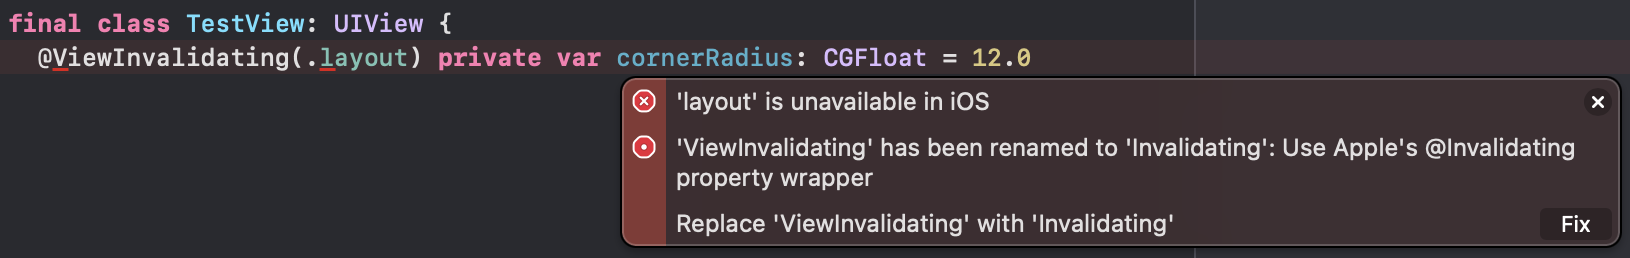 final class TestView: UIView {
@ViewInvalidating(.layout) private var cornerRadius: CGFloat = 12.0
'layout' is unavailable in iOS
'ViewInvalidating' has been renamed to 'Invalidating': Use Apple's @Invalidating
property wrapper
Replace 'ViewInvalidating' with 'Invalidating'
Fix